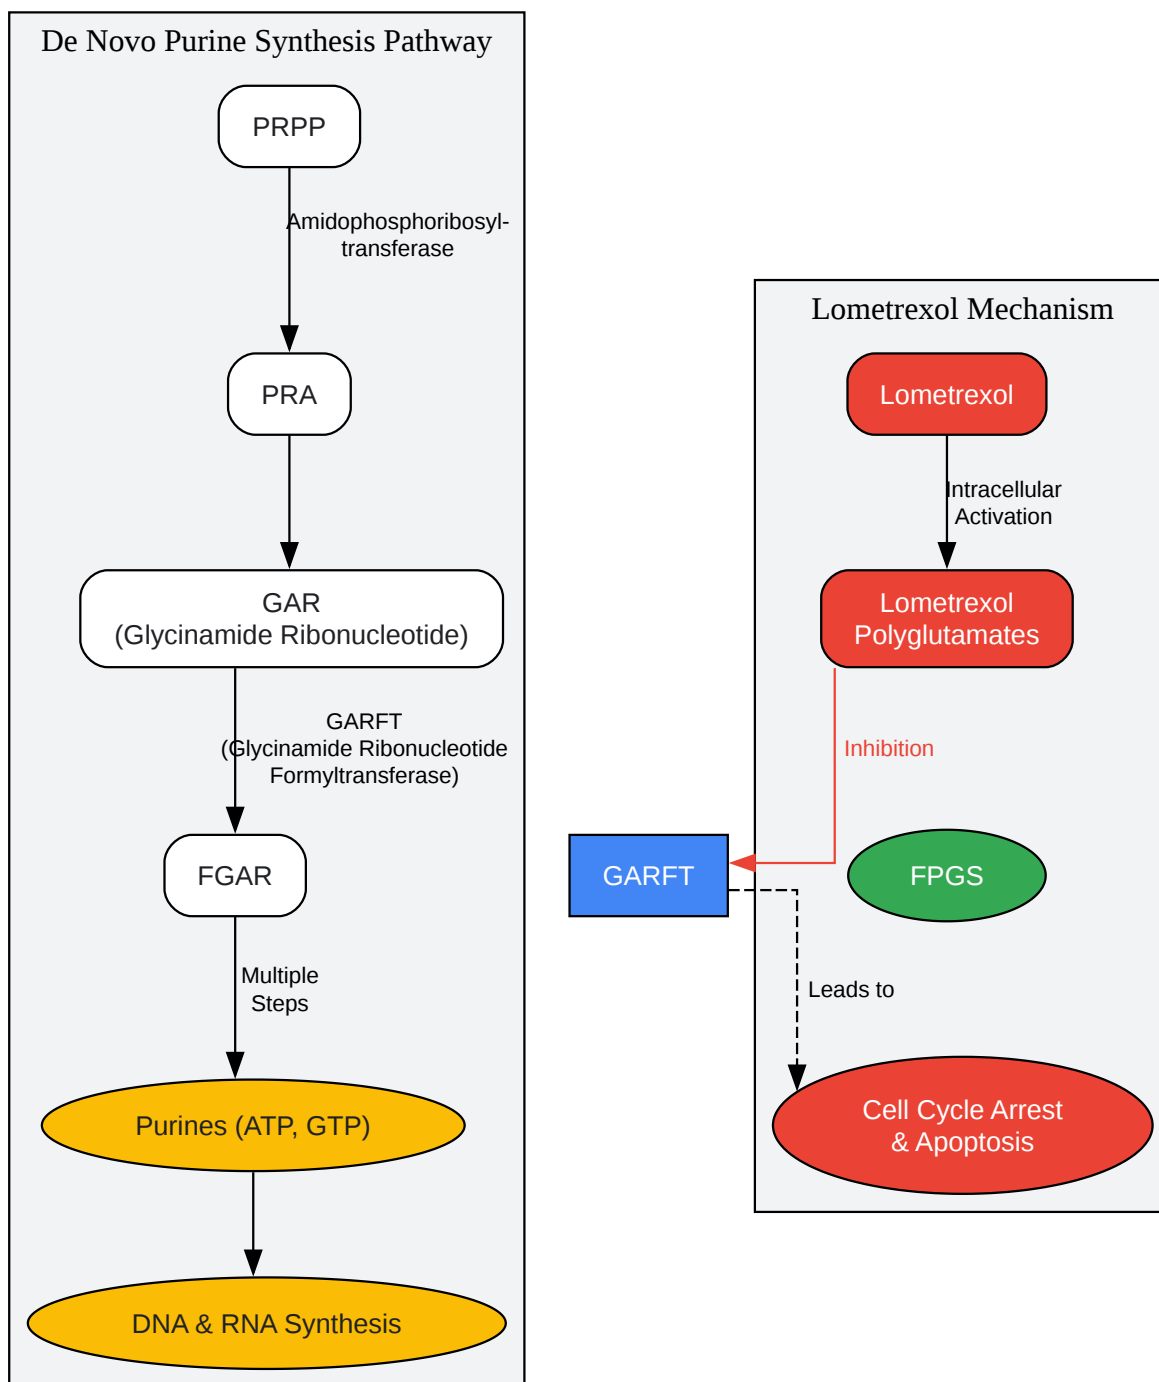 De Novo Purine Synthesis Pathway
PRPP
Amidophosphoribosyl-
transferase
PRA
GAR
(Glycinamide Ribonucleotide)
GARFT
(Glycinamide Ribonucleotide
Formyltransferase)
FGAR
Multiple
Steps
Purines (ATP, GTP)
DNA & RNA Synthesis
Lometrexol Mechanism
Lometrexol
Intracellular
Activation
Lometrexol
Polyglutamates
Inhibition
GARFT
FPGS
Leads to
Cell Cycle Arrest
& Apoptosis